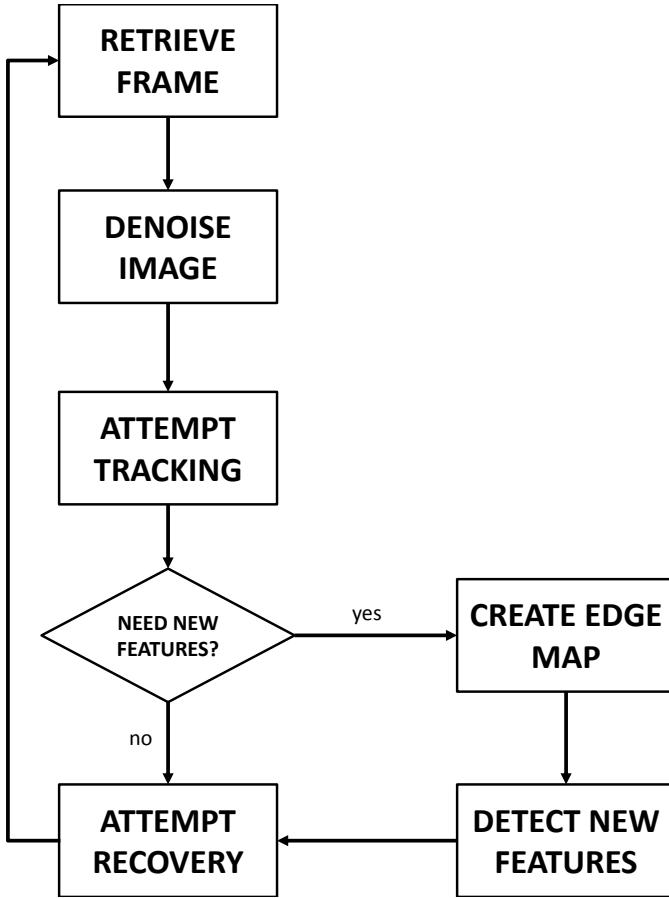 RETRIEVE
FRAME
DENOISE
IMAGE
ATTEMPT
TRACKING
NEED NEW
FEATURES?
yes
CREATE EDGE
MAP
no
ATTEMPT
RECOVERY
DETECT NEW
FEATURES